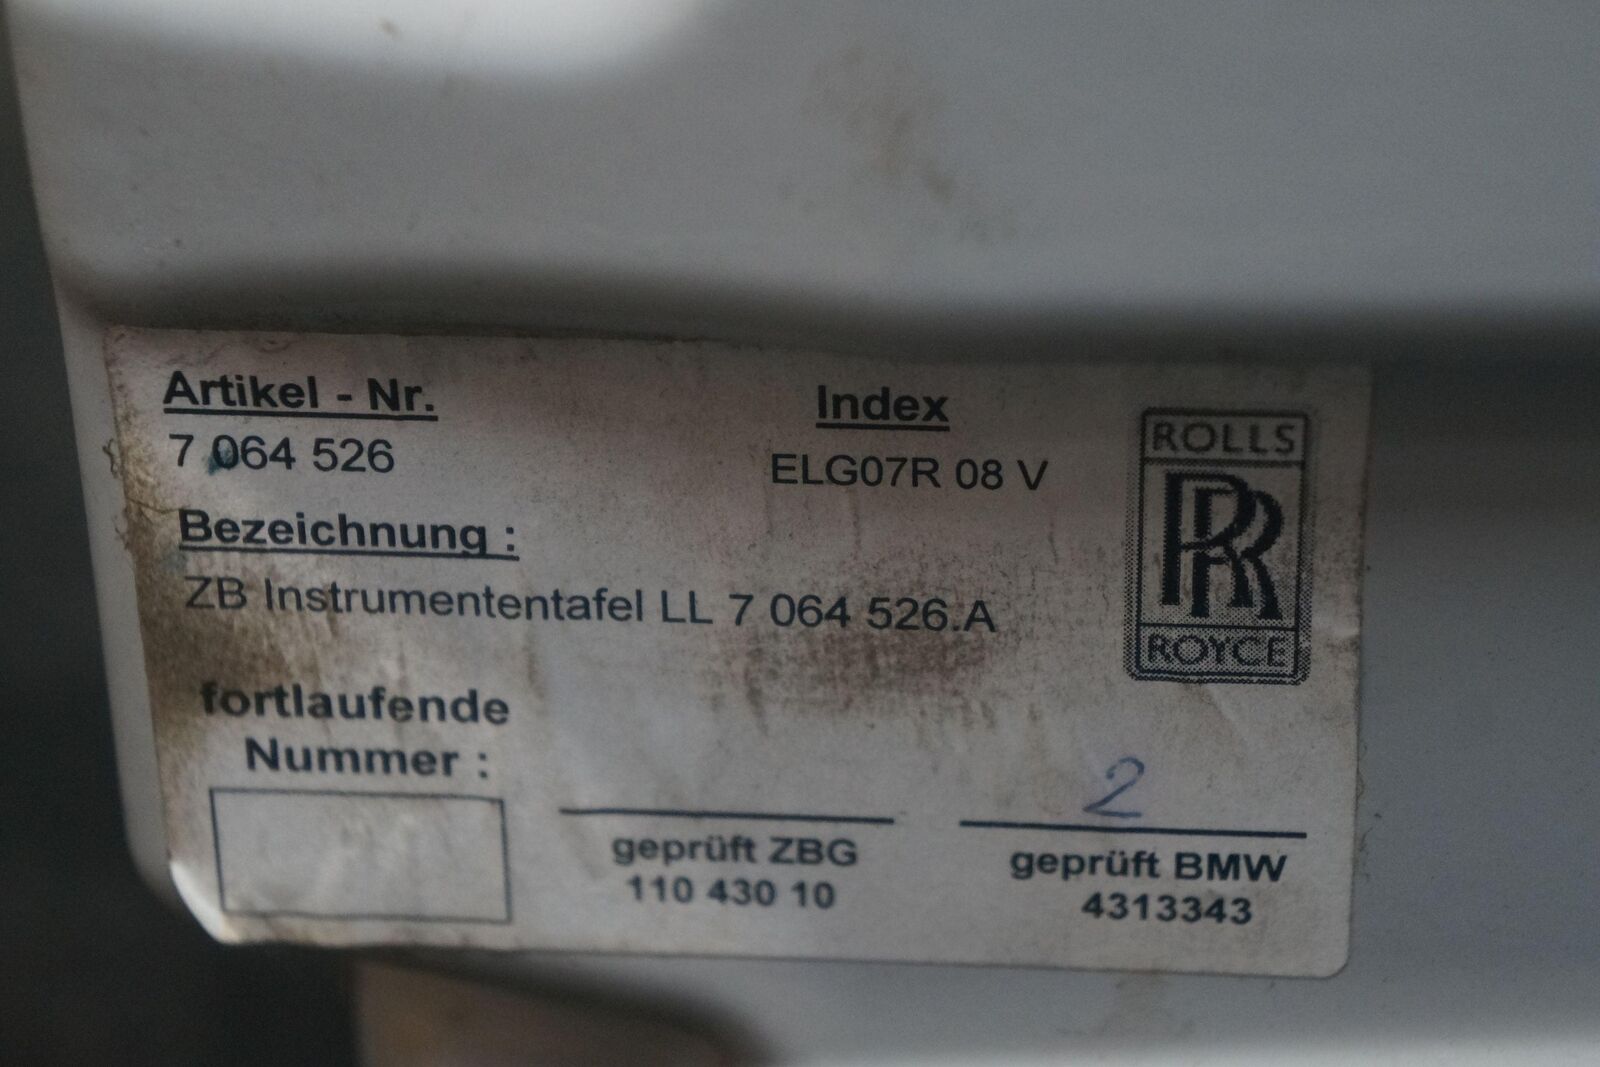 Artikel - Nr.
7 064 526
Index
ELG07R 08 V
ROLLS
RR
ROYCE
Bezeichnung :
ZB Instrumententafel LL 7 064 526.A
fortlaufende
Nummer :
geprüft ZBG
110 430 10
2
geprüft BMW
4313343